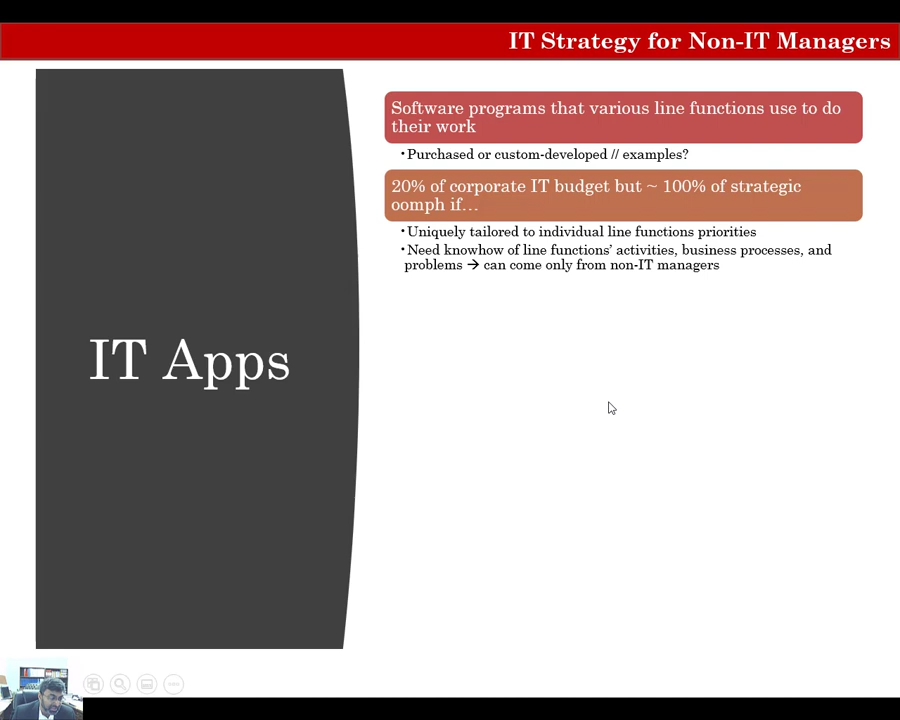 IT Strategy for Non-IT Managers
Software programs that various line functions use to do
their work
•Purchased or custom-developed // examples?
20% of corporate IT budget but ~ 100% of strategic
oomph if…
•Uniquely tailored to individual line functions priorities
•Need knowhow of line functions’ activities, business processes, and
problems → can come only from non-IT managers
IT Apps